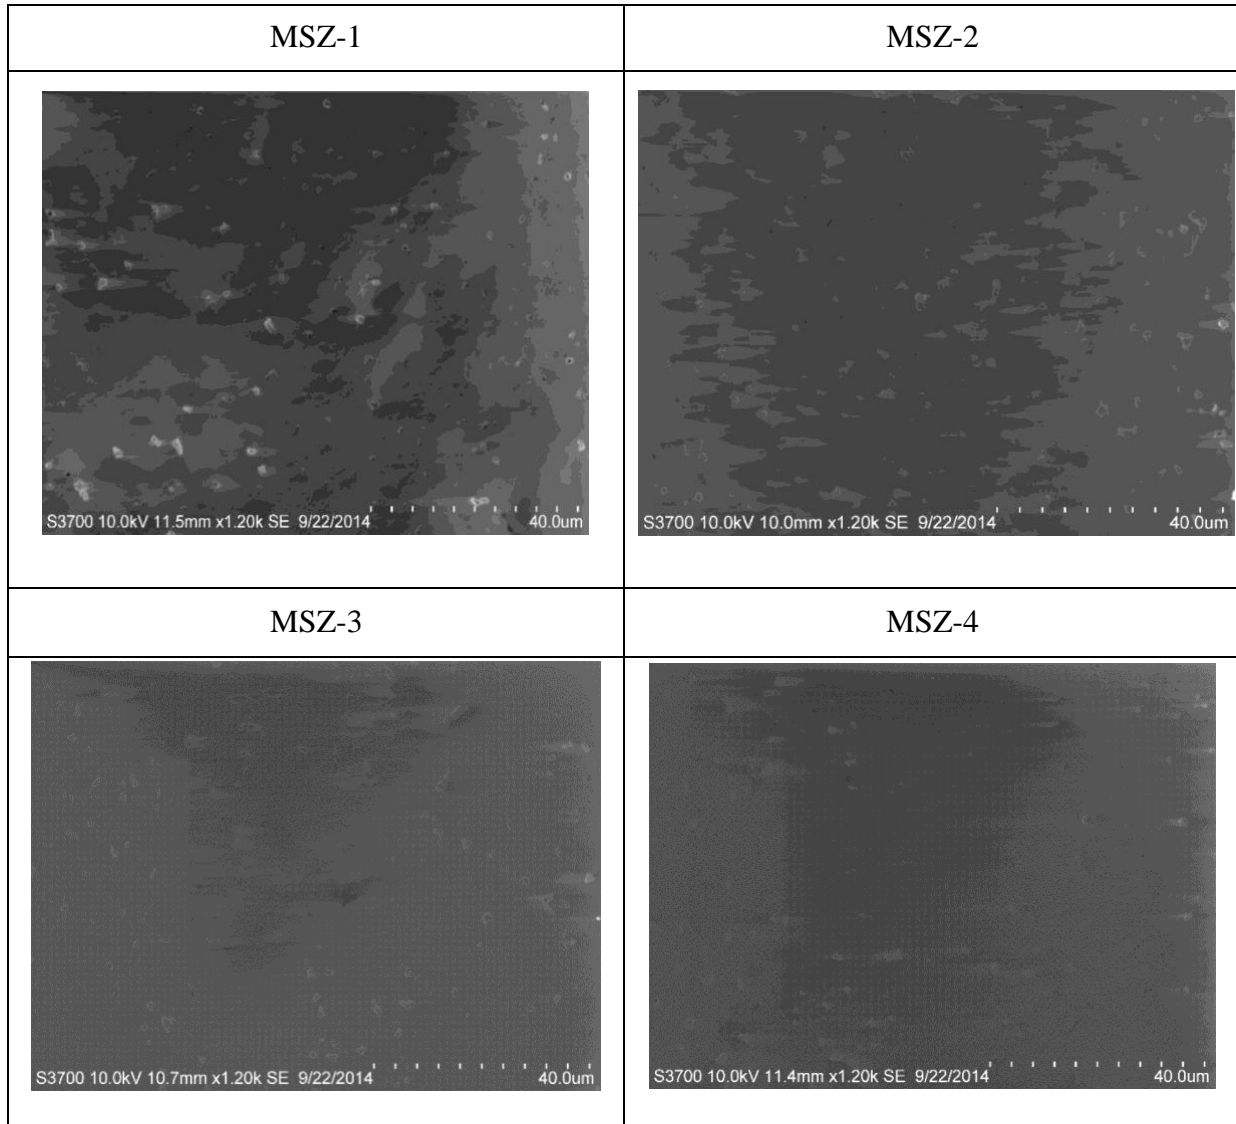 MSZ-1
MSZ-2
S3700 10.0kV 11.5mm x1.20k SE 9/22/2014
40.0um
S3700 10.0kV 10.0mm x1.20k SE 9/22/2014
40.0um
MSZ-3
MSZ-4
S3700 10.0kV 10.7mm x1.20k SE 9/22/2014
40.0um
S3700 10.0kV 11.4mm x1.20k SE 9/22/2014
40.0um